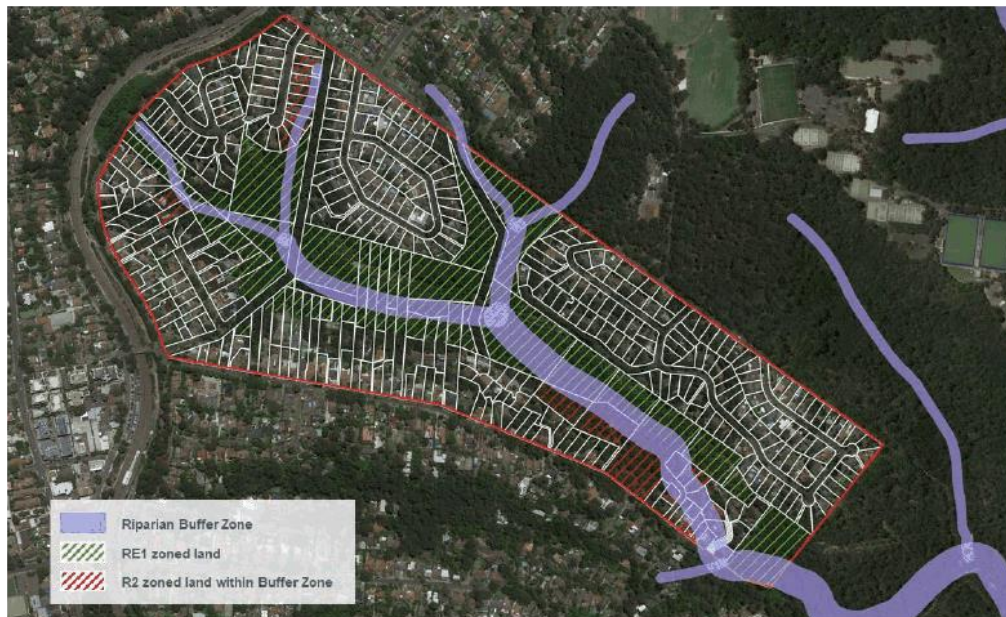 Riparian Buffer Zone
RE1 zoned land
R2 zoned land within Buffer Zone